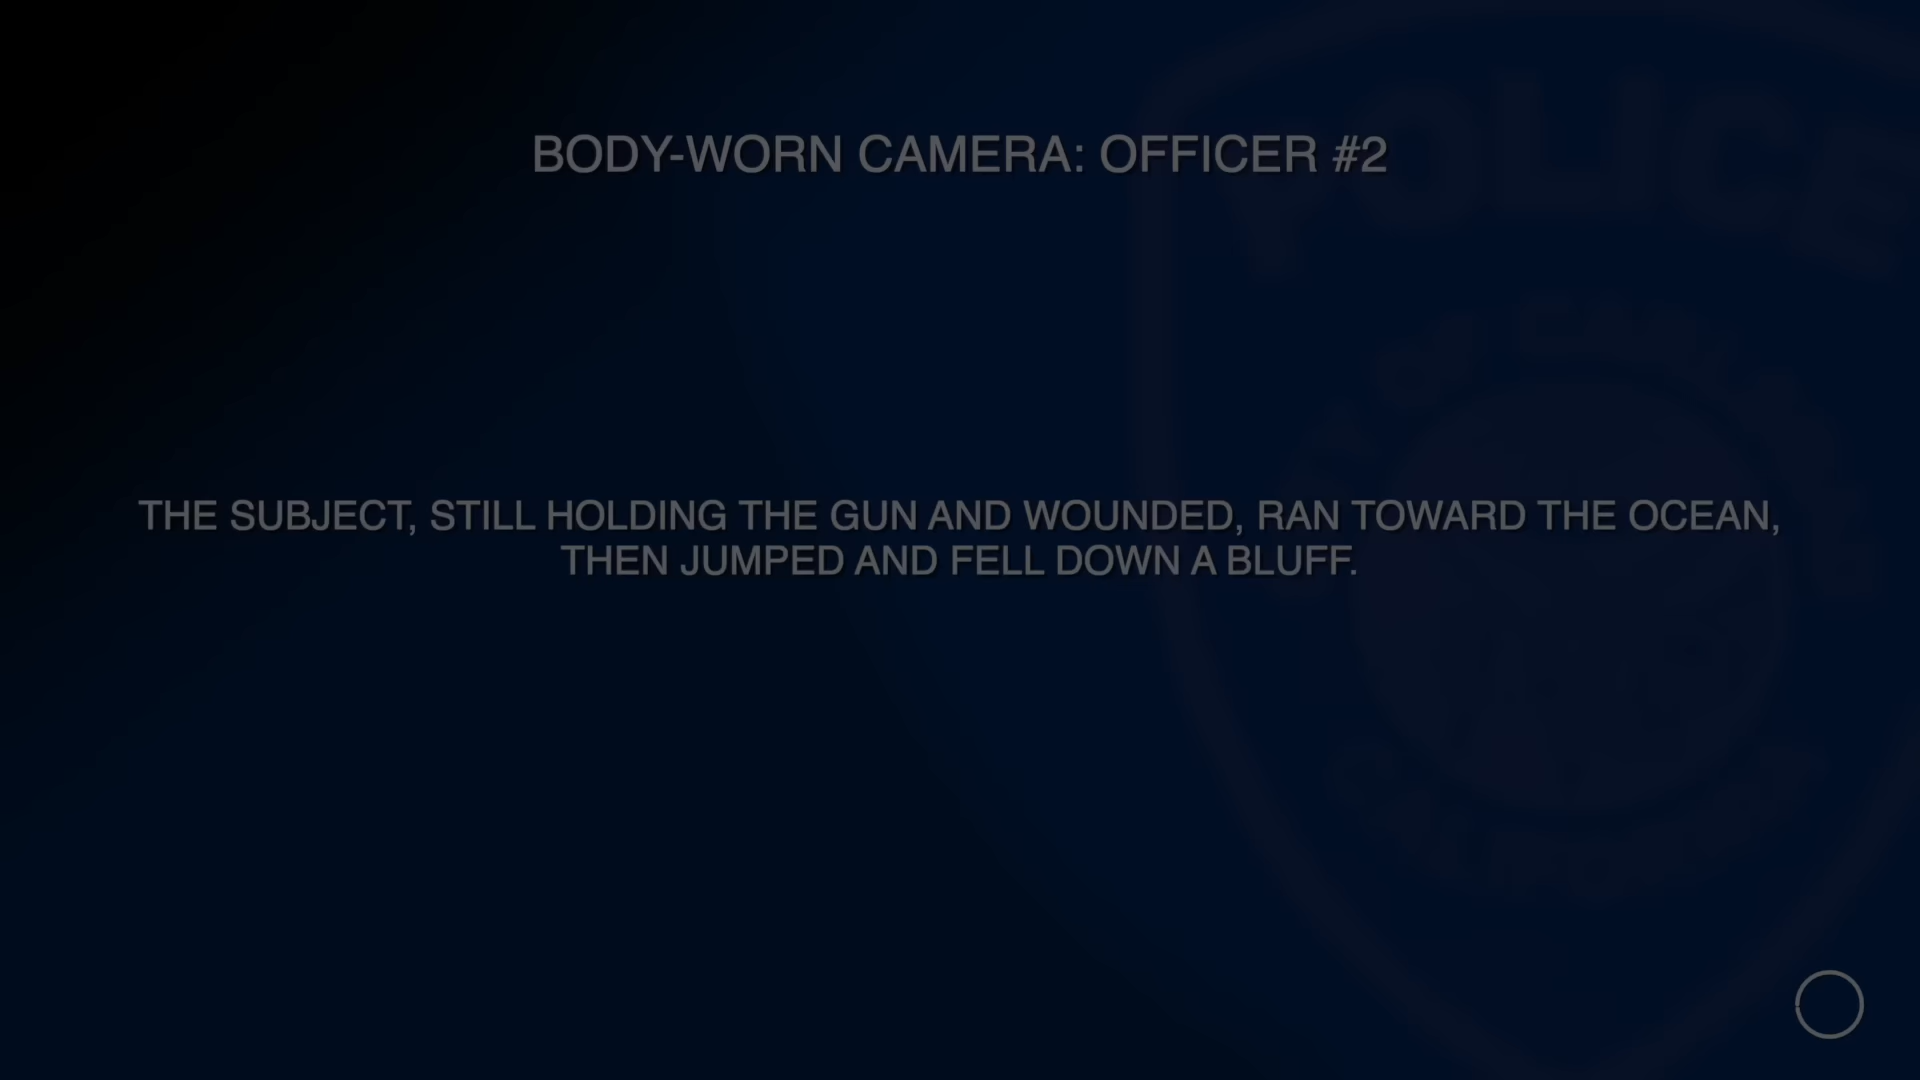 POLICE
BODY-WORN CAMERA: OFFICER #2
THE SUBJECT, STILL HOLDING THE GUN AND WOUNDED, RAN TOWARD THE OCEAN,
THEN JUMPED AND FELL DOWN A BLUFF.